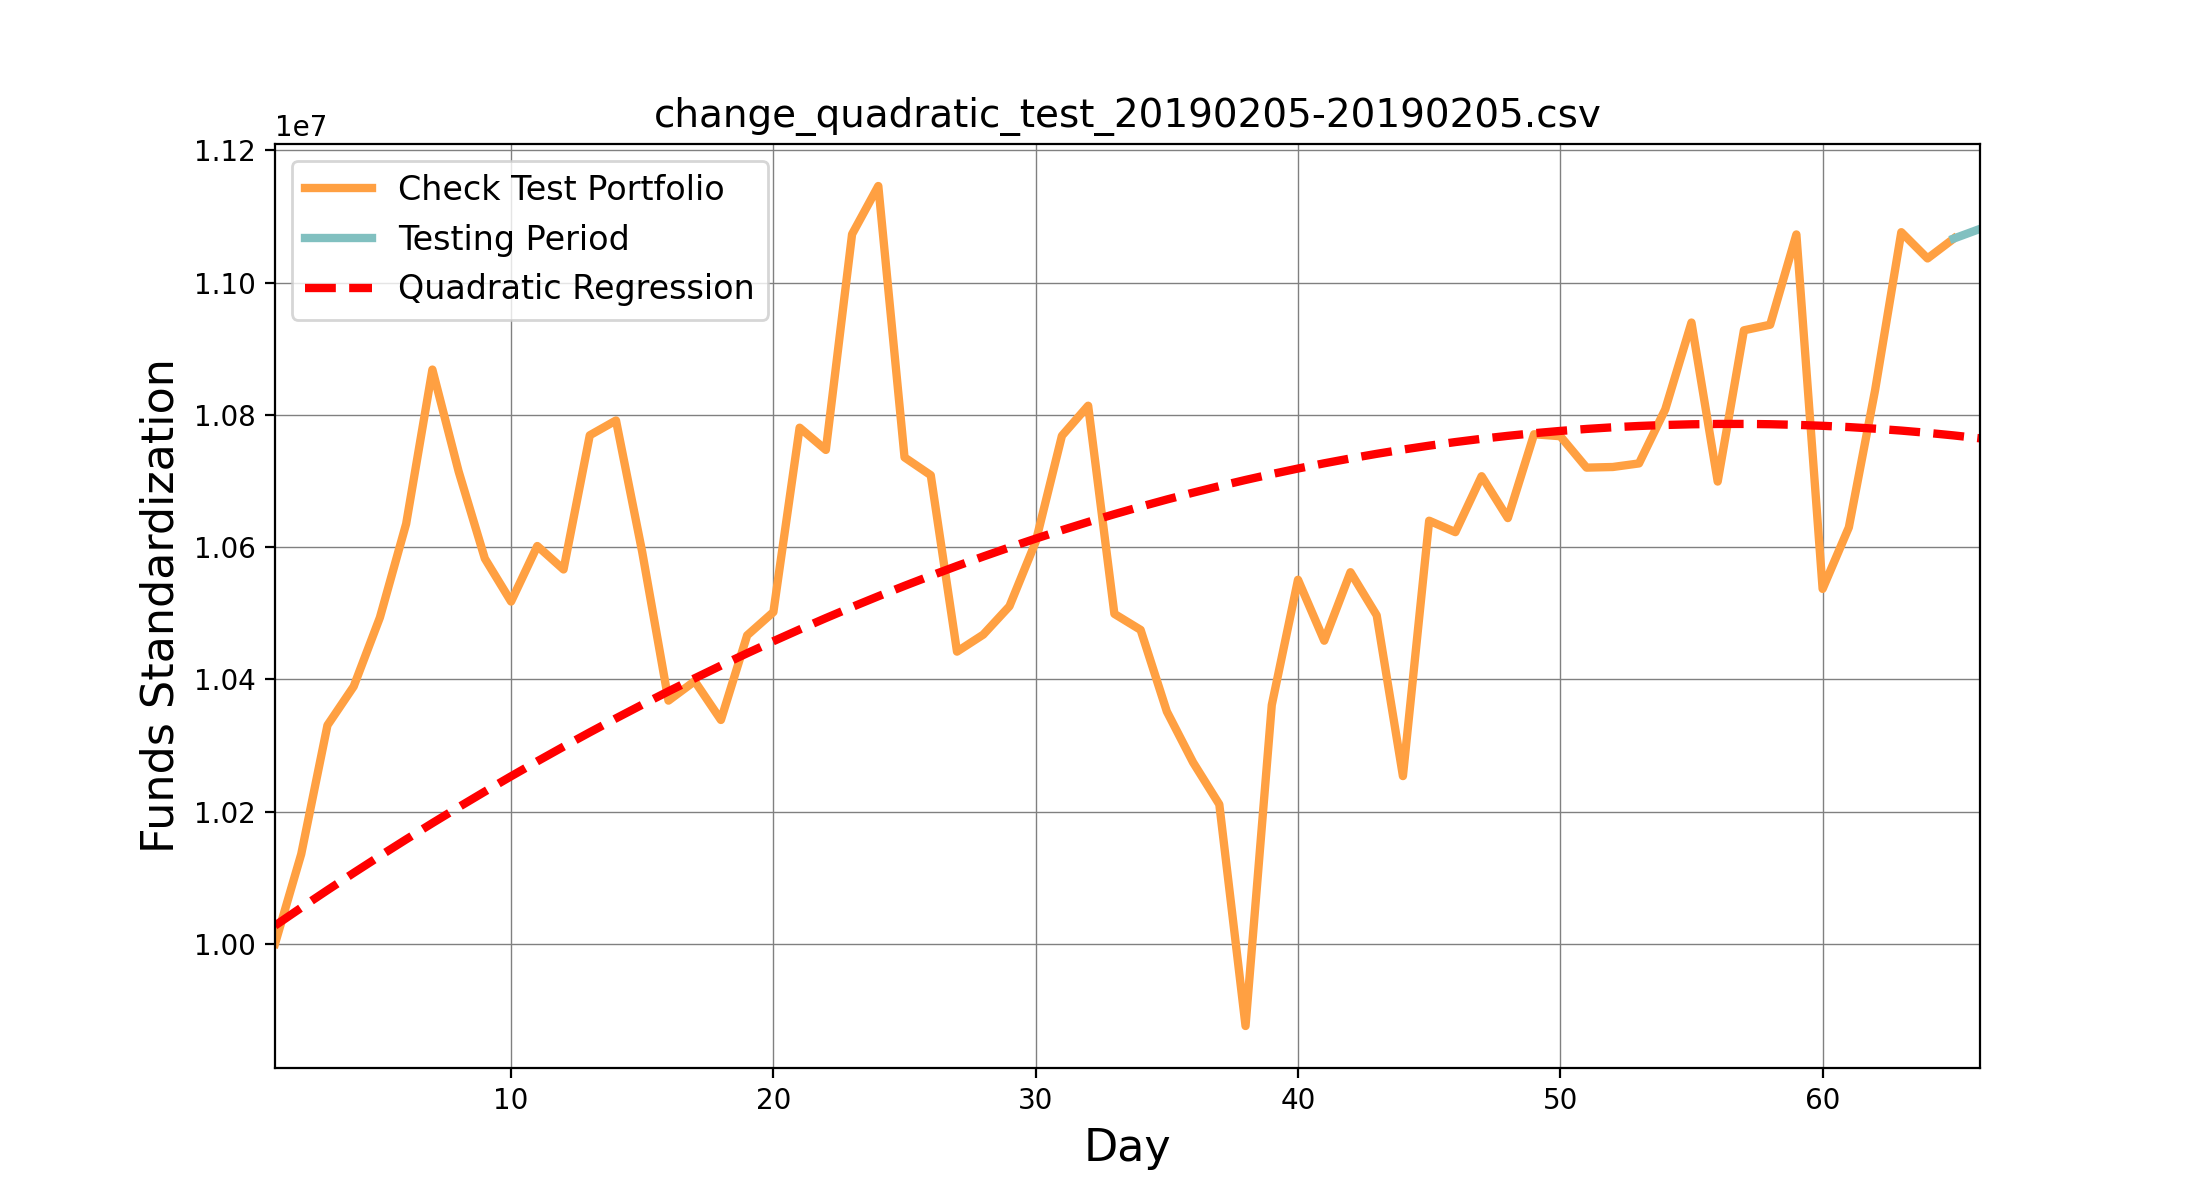 change_quadratic_test_20190205-20190205.csv
1e7
Check Test Portfolio
Testing Period
Quadratic Regression
Funds Standardization
1.12
1.10
1.08
1.06
1.04
1.02
1.00
10 20 30 40 50 60
Day